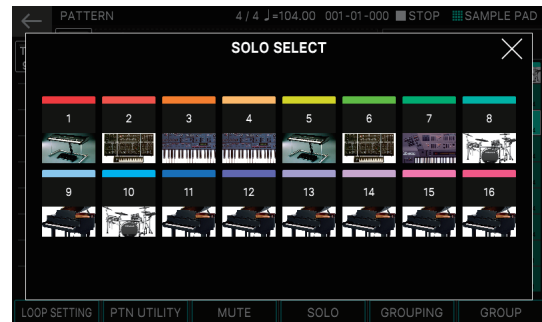 PATTERN 4/4 ♩=104.00 001-01-000 STOP SAMPLE PAD
SOLO SELECT
1 2 3 4 5 6 7 8
9 10 11 12 13 14 15 16
LOOP SETTING PTN UTILITY MUTE SOLO GROUPING GROUP